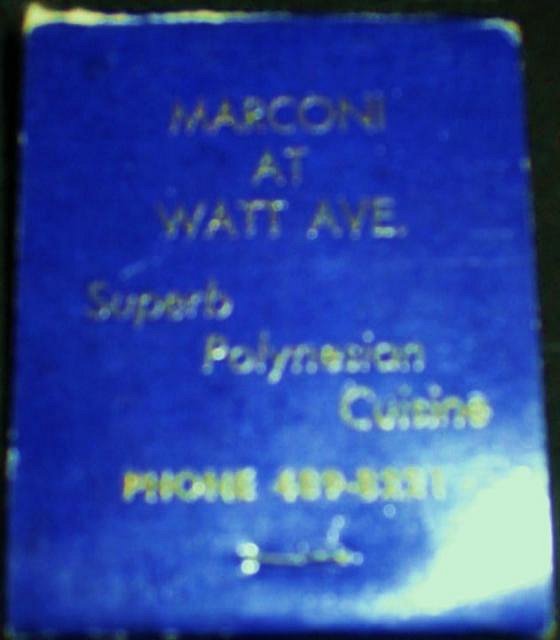 MARCONI
AT
WATT AVE.
Superb
Polynesian
Cuisine
PHONE